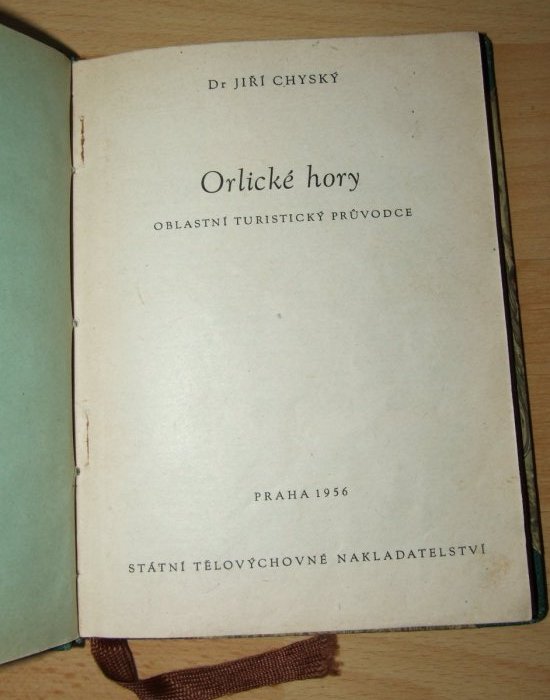 Dr JIŘÍ CHYSKÝ
Orlické hory
OBLASTNÍ TURISTICKÝ PRŮVODCE
PRAHA 1956
STÁTNÍ TĚLOVÝCHOVNÉ NAKLADATELSTVÍ